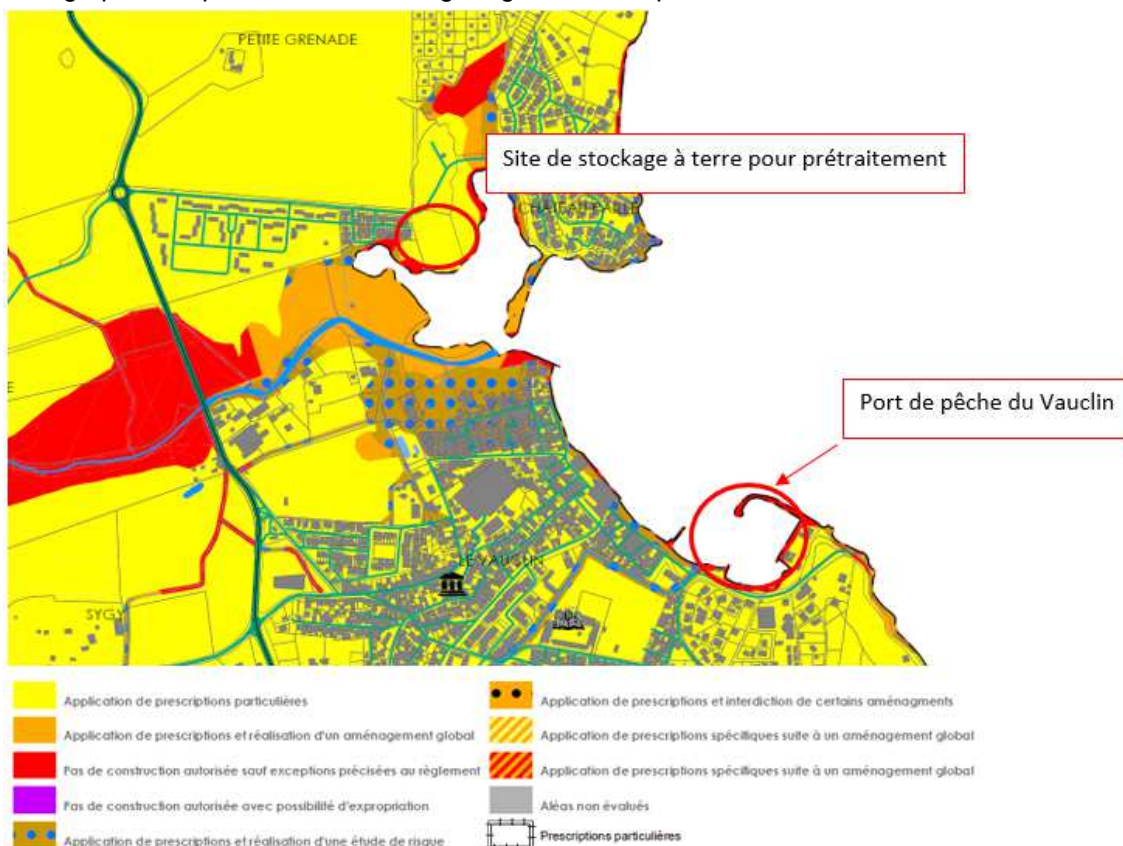 PETITE GRENADE
Site de stockage à terre pour prétraitement
CHATEAU PAILLE
Port de pêche du Vauclin
LE VAUCLIN
SYGY
Application de prescriptions particulières
Application de prescriptions et réalisation d'un aménagement global
Pas de construction autorisée sauf exceptions précisées au règlement
Pas de construction autorisée avec possibilité d'expropriation
Application de prescriptions et réalisation d'une étude de risque
Application de prescriptions et interdiction de certains aménagments
Application de prescriptions spécifiques suite à un aménagement global
Application de prescriptions spécifiques suite à un aménagement global
Aléas non évalués
Prescriptions particulières